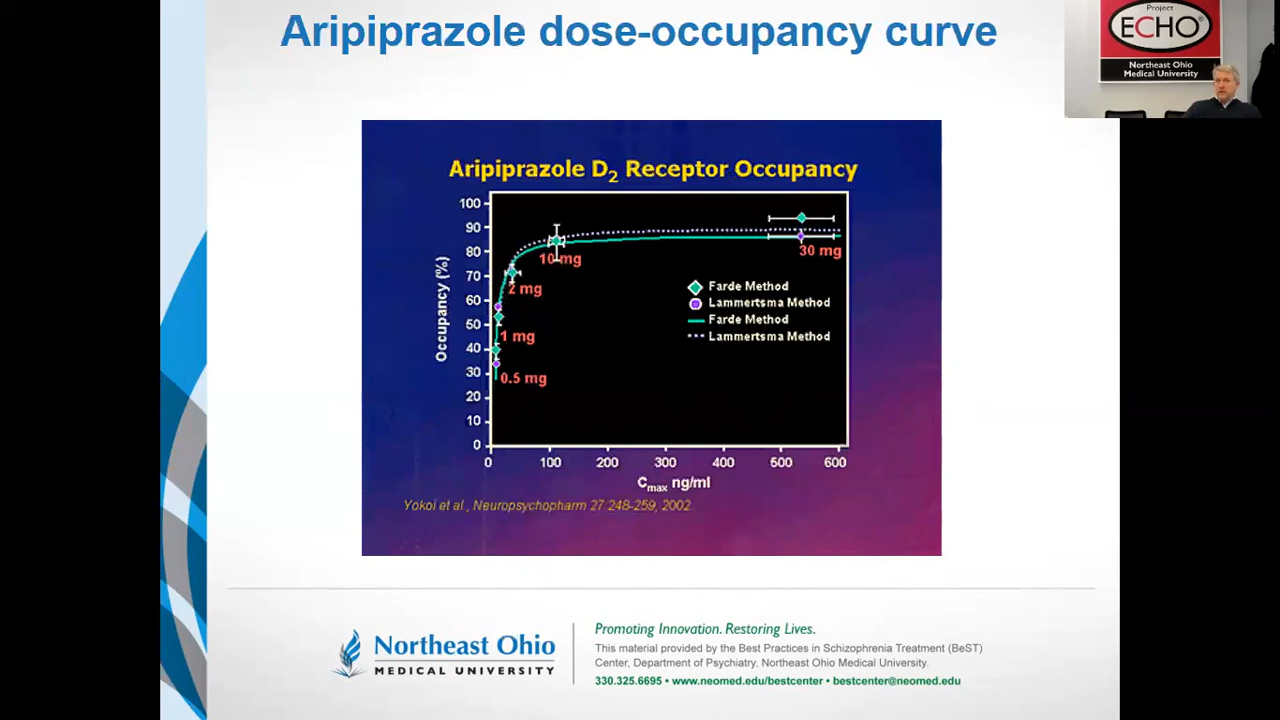 Aripiprazole dose-occupancy curve
Project
ECHO®
Northeast Ohio
Medical University
Aripiprazole D2 Receptor Occupancy
Occupancy (%)
100
90
80
70
60
50
40
30
20
10
0
10 mg
30 mg
2 mg
1 mg
0.5 mg
Farde Method
Lammertsma Method
Farde Method
Lammertsma Method
0 100 200 300 400 500 600
Cmax ng/ml
Yokoi et al , Neuropsychopharm 27 248-259, 2002
Northeast Ohio
MEDICAL UNIVERSITY
Promoting Innovation. Restoring Lives.
This material provided by the Best Practices in Schizophrenia Treatment (BeST)
Center, Department of Psychiatry, Northeast Ohio Medical University.
330.325.6695 • www.neomed.edu/bestcenter • bestcenter@neomed.edu